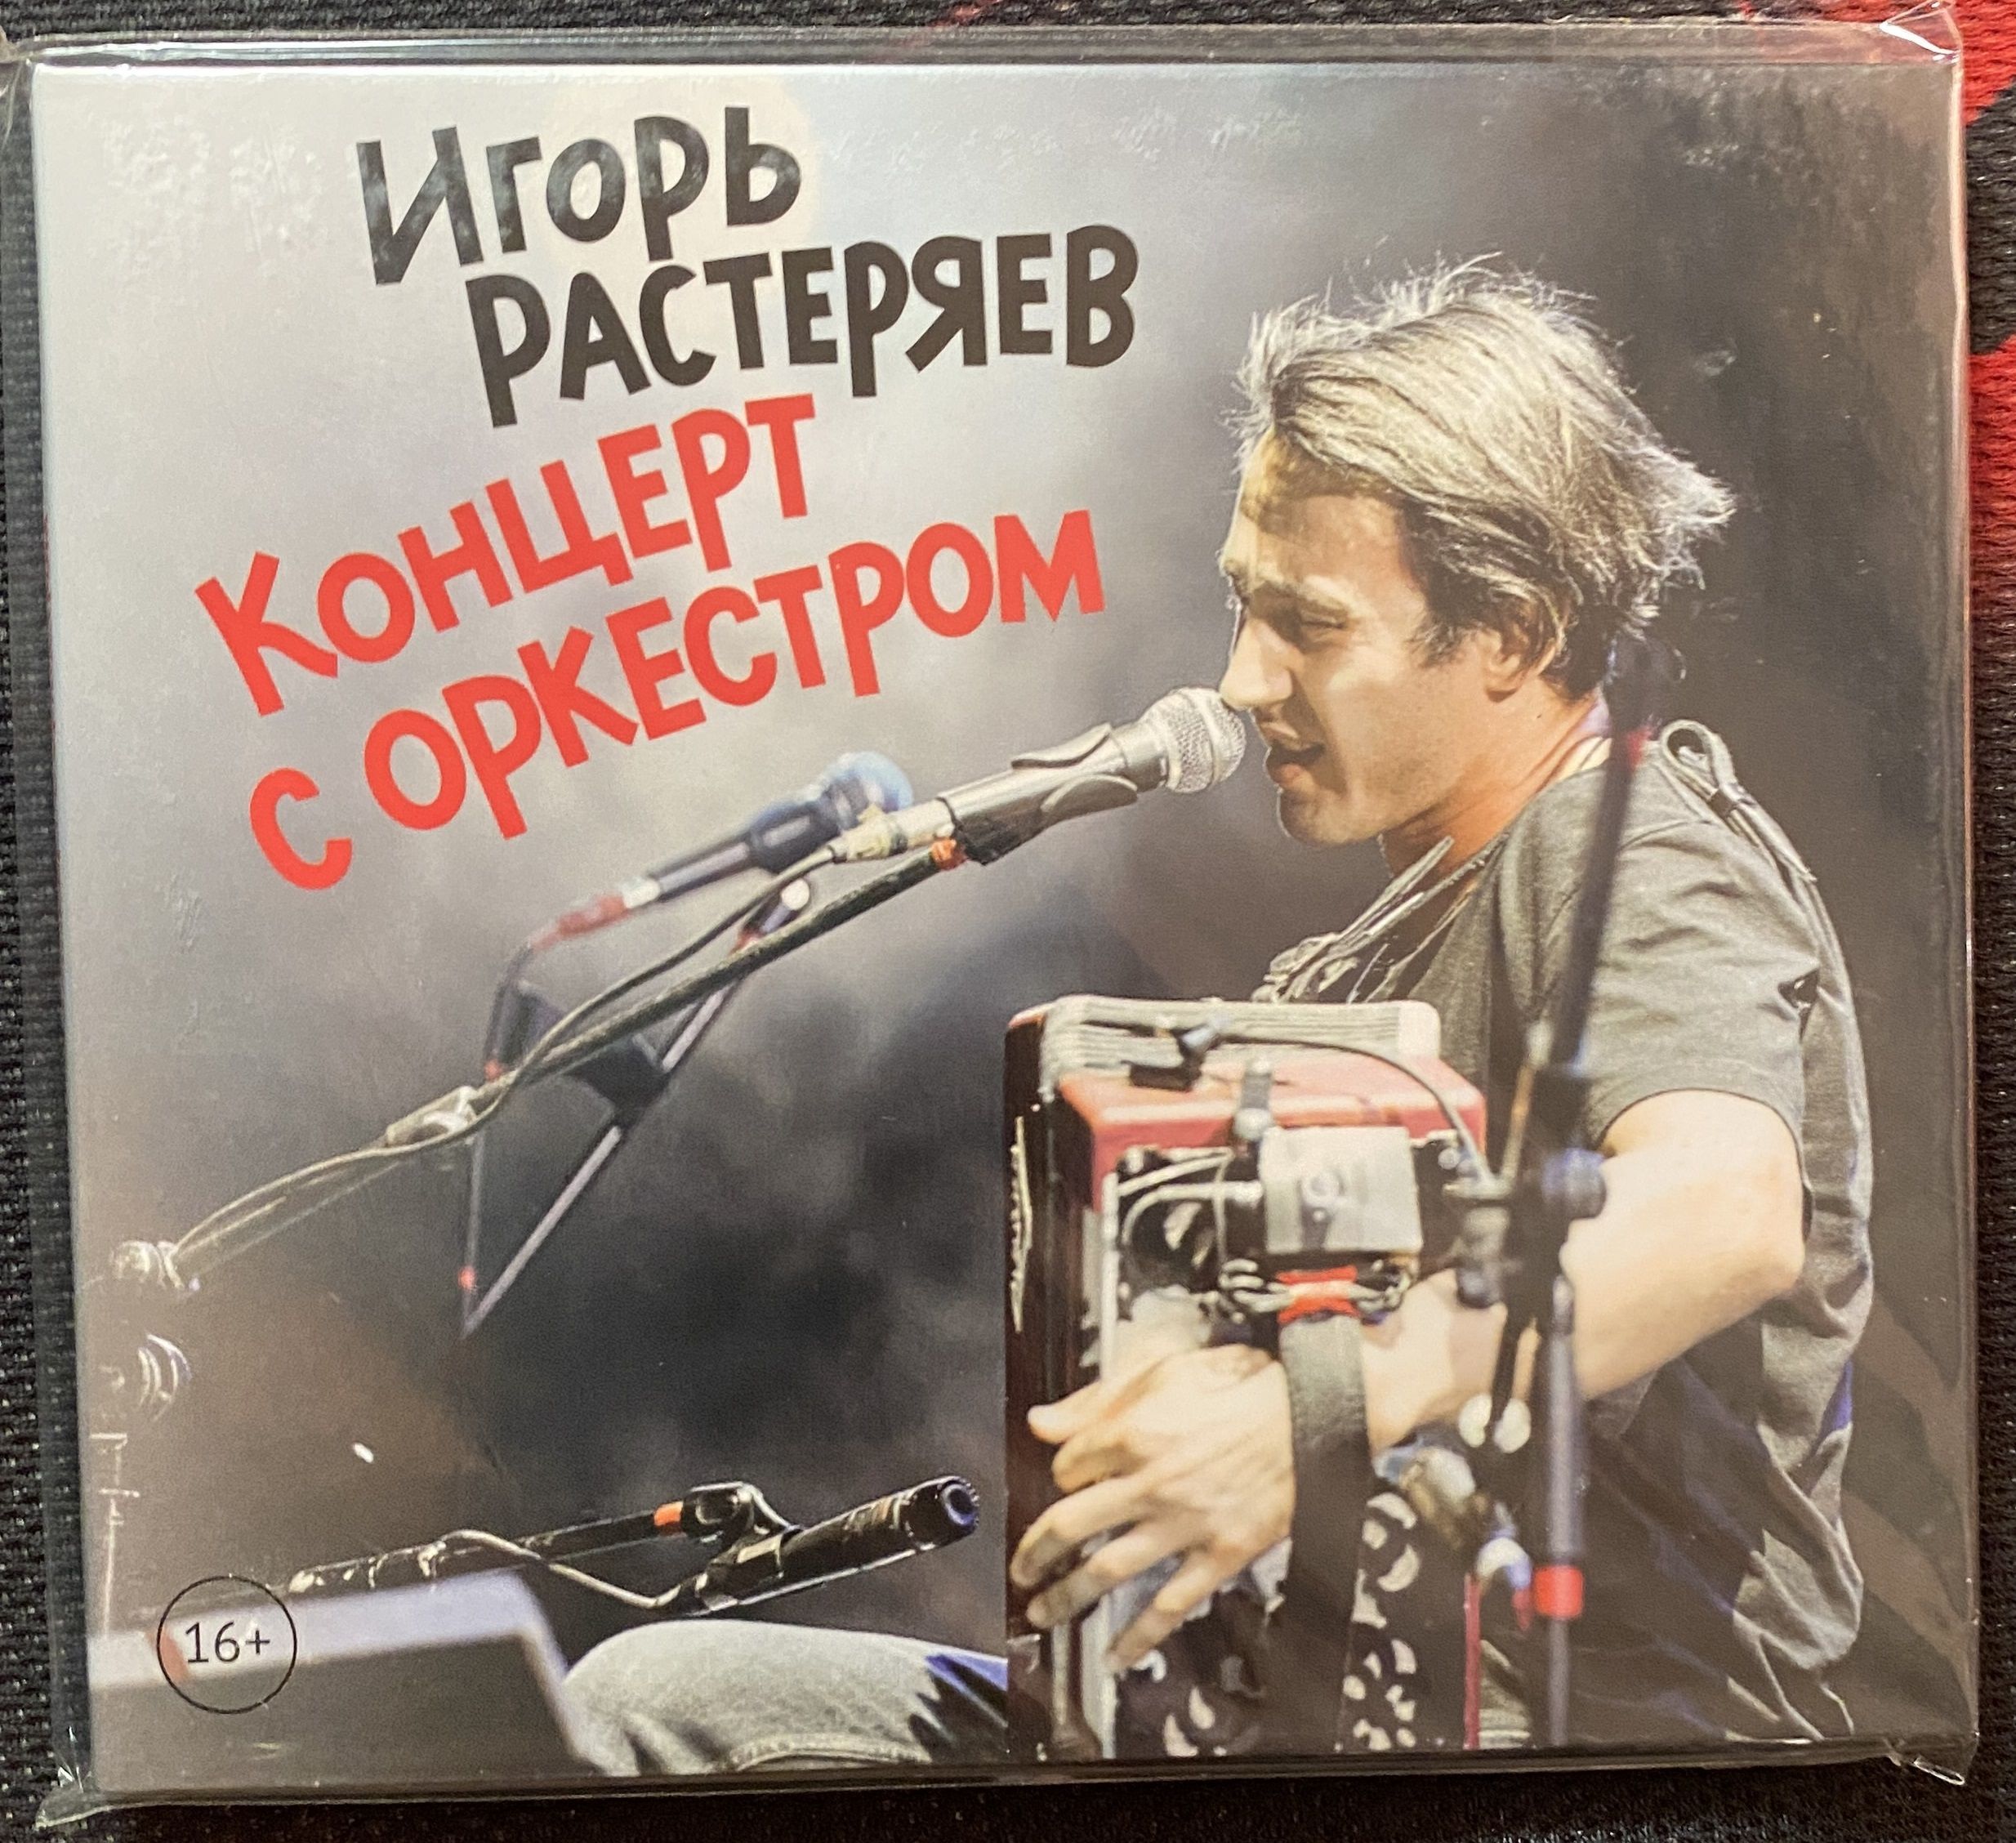 Игорь
РАСТЕРЯЕВ
КОНЦЕРТ
С ОРКЕСТРОМ
16+